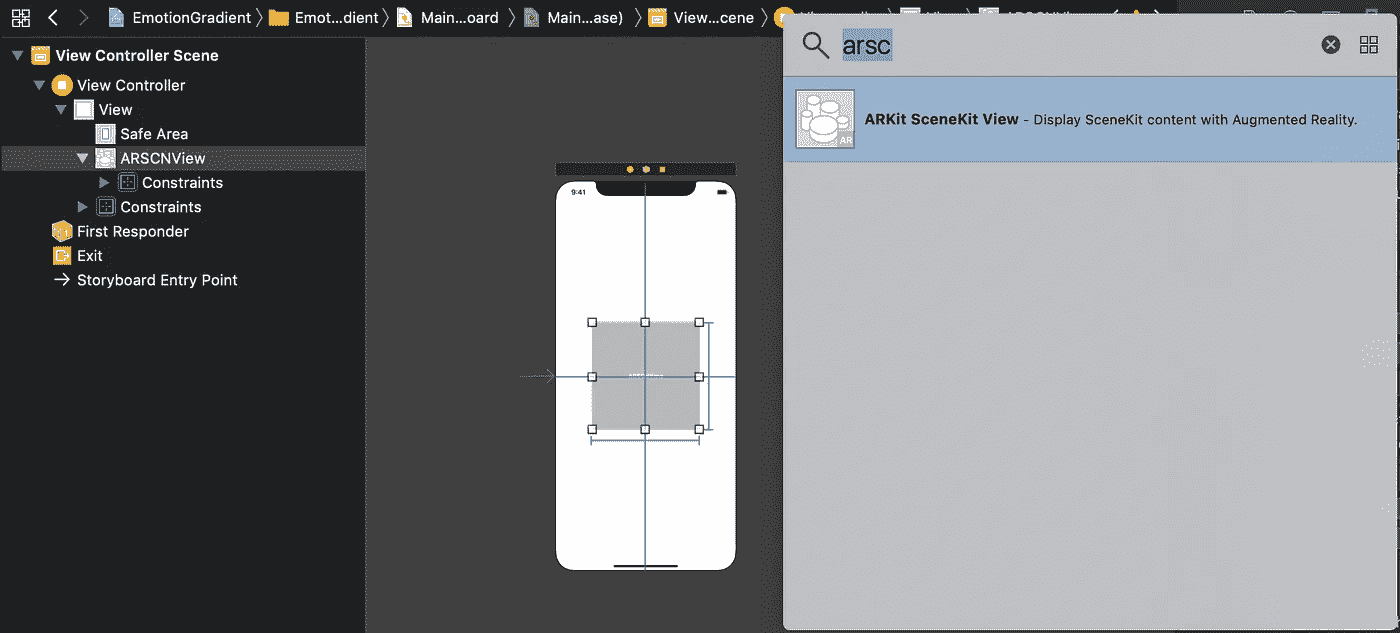 EmotionGradient Emot...dient Main...oard Main...ase) View...cene
View Controller Scene
View Controller
View
Safe Area
ARSCNView
Constraints
Constraints
First Responder
Exit
Storyboard Entry Point
9:41
arsc
AR
ARKit SceneKit View - Display SceneKit content with Augmented Reality.